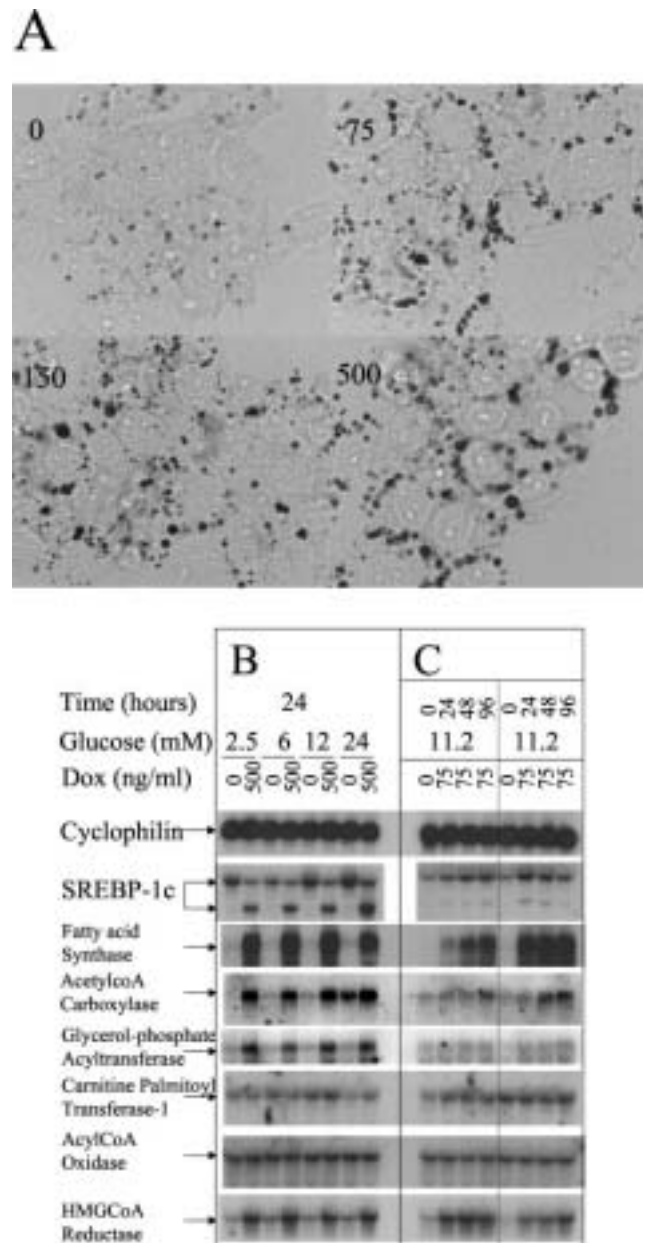 A
0
75
150
500
B
C
Time (hours)
24
0 24 48 96 0 24 48 96
Glucose (mM)
2.5 6 12 24
11.2 11.2
Dox (ng/ml)
0 500 0 500 0 500 0 500
0 75 75 75 0 75 75 75
Cyclophilin
SREBP-1c
Fatty acid
Synthase
AcetylcoA
Carboxylase
Glycerol-phosphate
Acyltransferase
Carnitine Palmitoyl
Transferase-1
AcylCoA
Oxidase
HMGCoA
Reductase